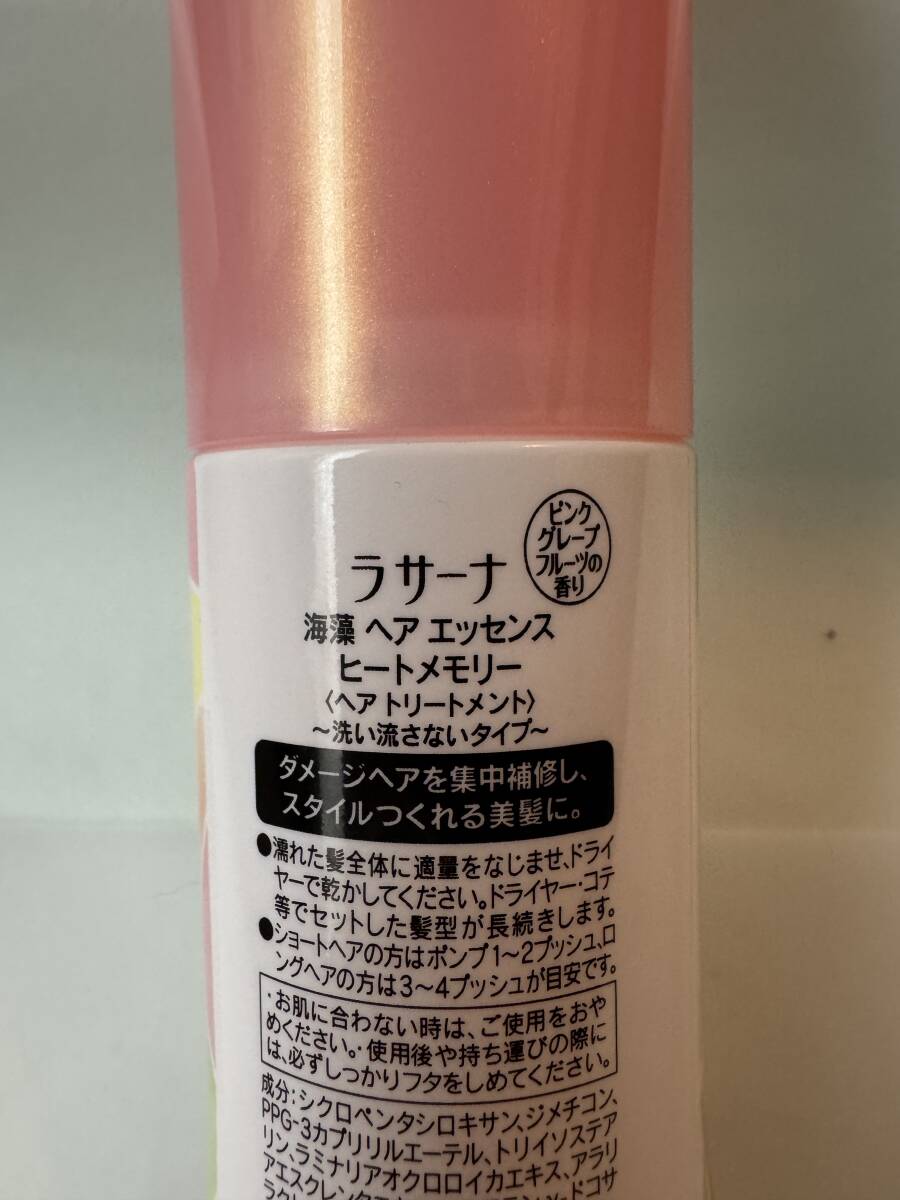 ピンク
グレープ
フルーツの
香り
ラサーナ
海藻 ヘア エッセンス
ヒートメモリー
〈ヘア トリートメント〉
～洗い流さないタイプ～
ダメージヘアを集中補修し、
スタイルつくれる美髪に。
●濡れた髪全体に適量をなじませ、ドライ
ヤーで乾かしてください。ドライヤー・コテ
等でセットした髪型が長続きします。
●ショートヘアの方はポンプ1～2プッシュ、ロ
ングヘアの方は3～4プッシュが目安です。
・お肌に合わない時は、ご使用をおや
めください。・使用後や持ち運びの際に
は、必ずしっかりフタをしめてください。
成分：シクロペンタシロキサン、ジメチコン、
PPG-3カプリリルエーテル、トリイソステア
リン、ラミナリアオクロロイカエキス、アラリ
アエスクレンタ